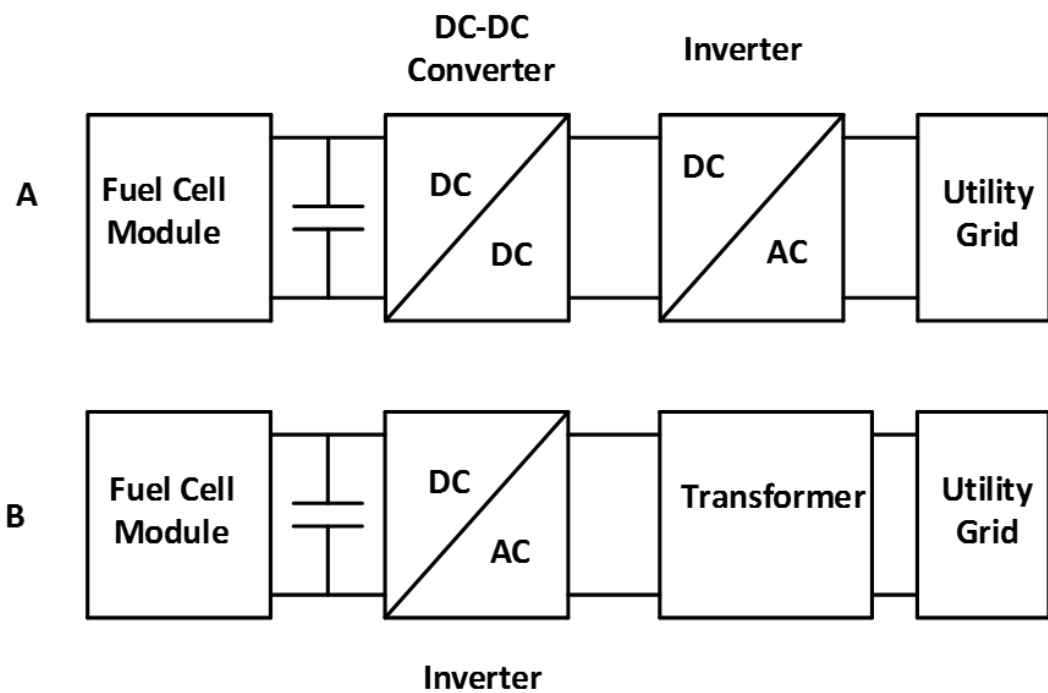 DC-DC
Converter
Inverter
A
Fuel Cell
Module
DC
DC
DC
AC
Utility
Grid
B
Fuel Cell
Module
DC
AC
Transformer
Utility
Grid
Inverter